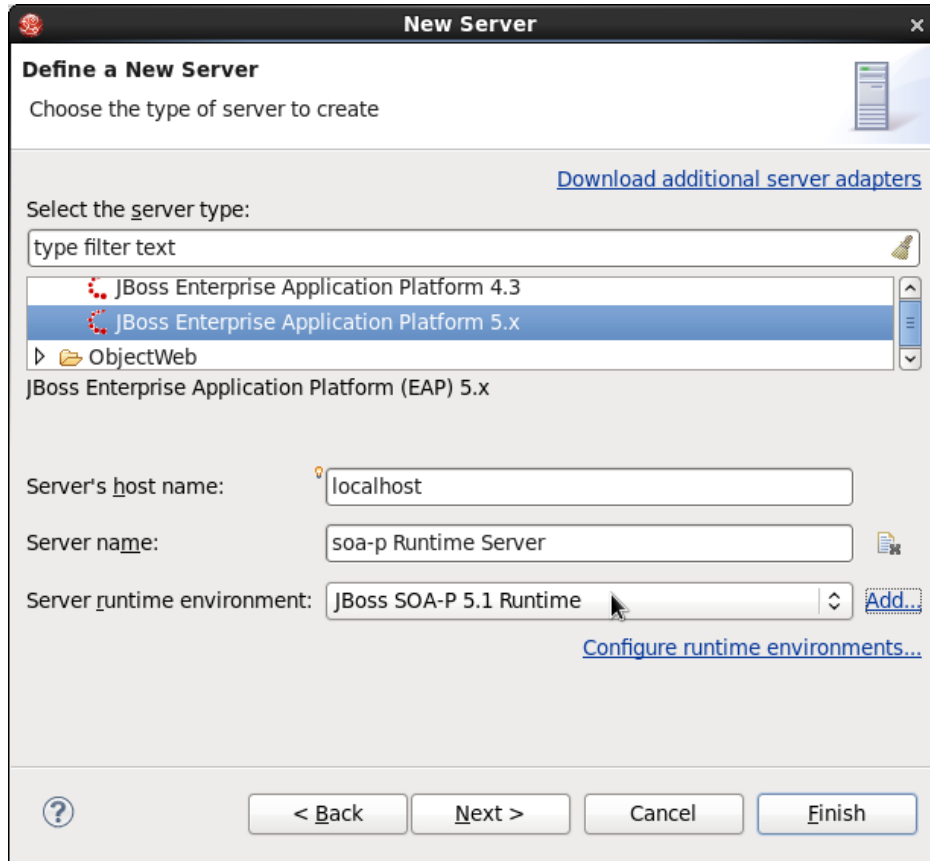 New Server
Define a New Server
Choose the type of server to create
Download additional server adapters
Select the server type:
type filter text
JBoss Enterprise Application Platform 4.3
JBoss Enterprise Application Platform 5.x
ObjectWeb
JBoss Enterprise Application Platform (EAP) 5.x
Server's host name: localhost
Server name: soa-p Runtime Server
Server runtime environment: JBoss SOA-P 5.1 Runtime Add...
Configure runtime environments...
? < Back Next > Cancel Finish